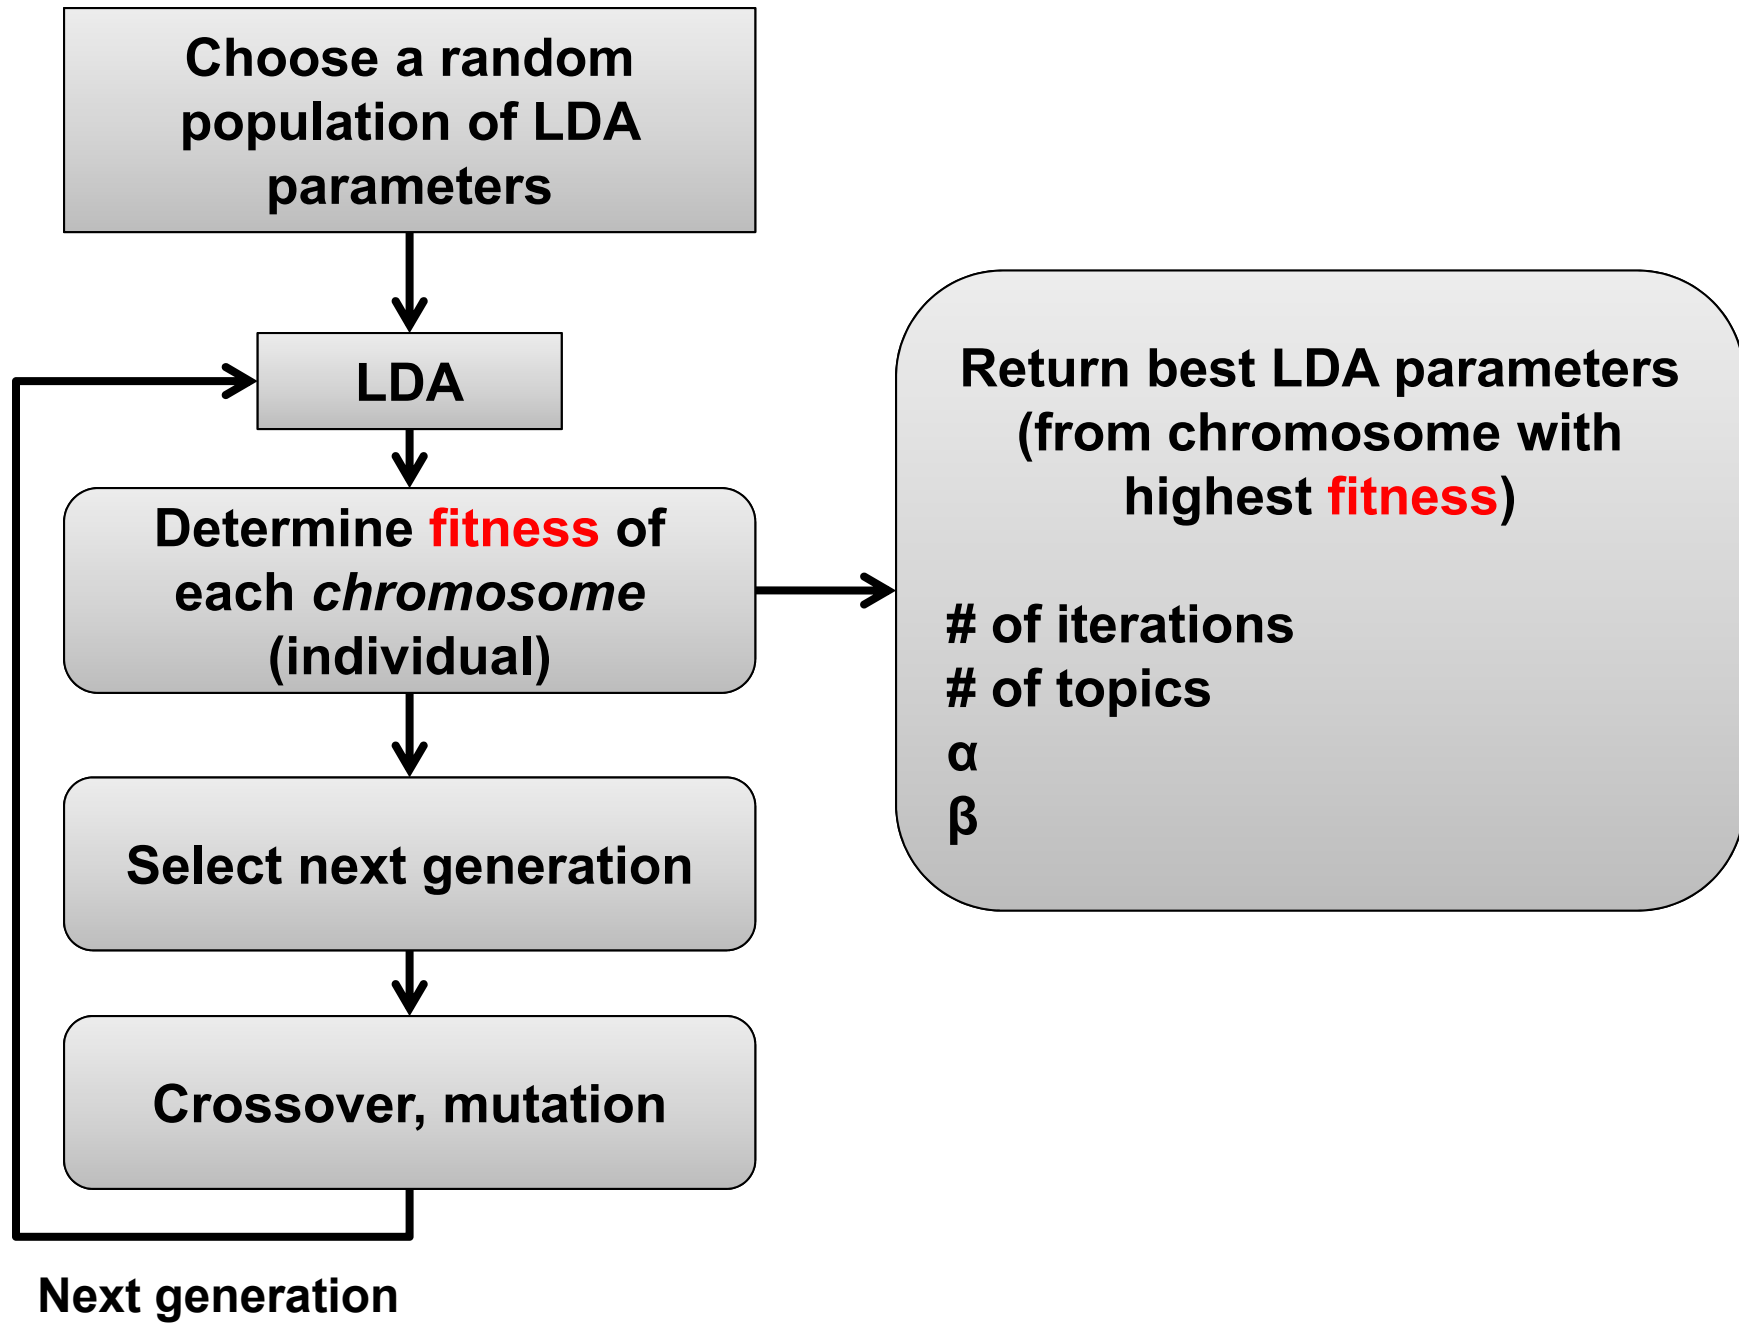 Choose a random
population of LDA
parameters
LDA
Determine fitness of
each chromosome
(individual)
Select next generation
Crossover, mutation
Next generation
Return best LDA parameters
(from chromosome with
highest fitness)
# of iterations
# of topics
α
β